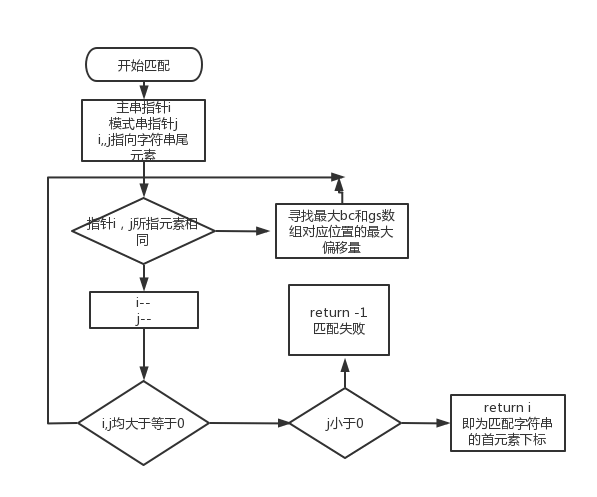 开始匹配
主串指针i
模式串指针j
i,,j指向字符串尾
元素
指针i，j所指元素相
同
寻找最大bc和gs数
组对应位置的最大
偏移量
i--
j--
return -1
匹配失败
i,j均大于等于0
j小于0
return i
即为匹配字符串
的首元素下标